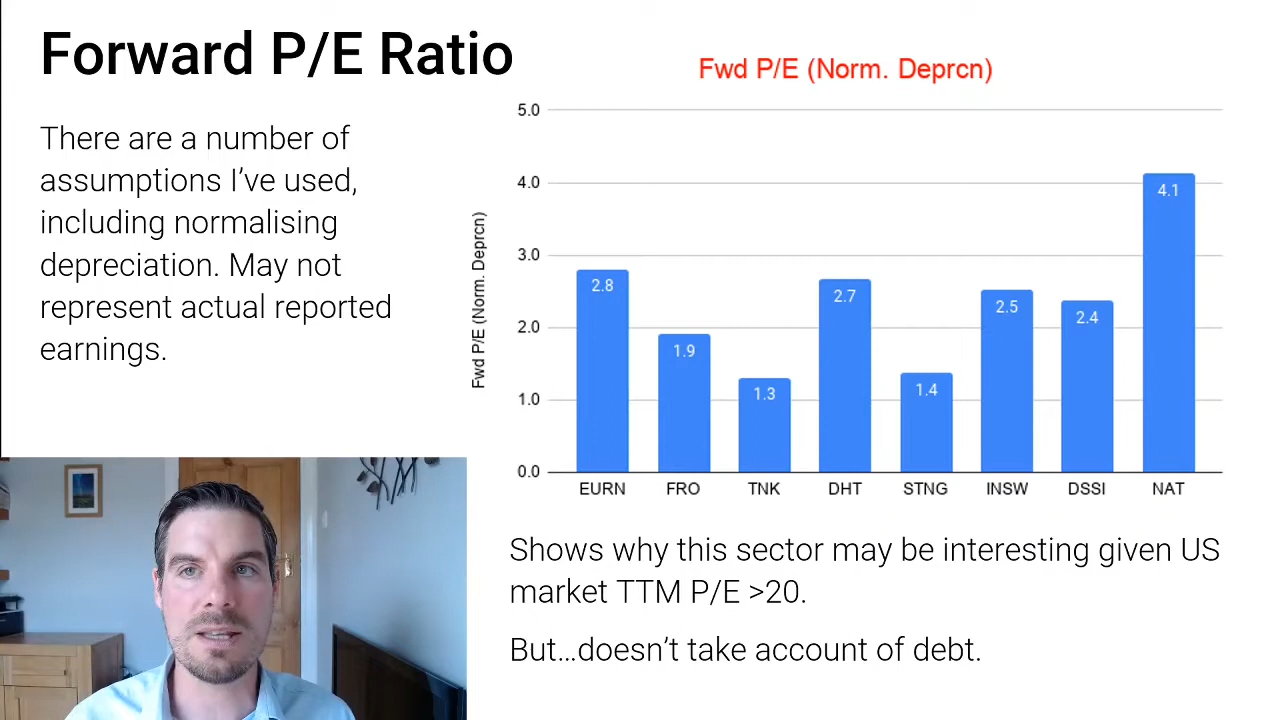 Forward P/E Ratio
There are a number of
assumptions I've used,
including normalising
depreciation. May not
represent actual reported
earnings.
Fwd P/E (Norm. Deprcn)
Fwd P/E (Norm. Deprcn)
5.0
4.0
3.0
2.0
1.0
0.0
2.8
1.9
1.3
2.7
1.4
2.5
2.4
4.1
EURN FRO TNK DHT STNG INSW DSSI NAT
Shows why this sector may be interesting given US
market TTM P/E >20.
But…doesn't take account of debt.